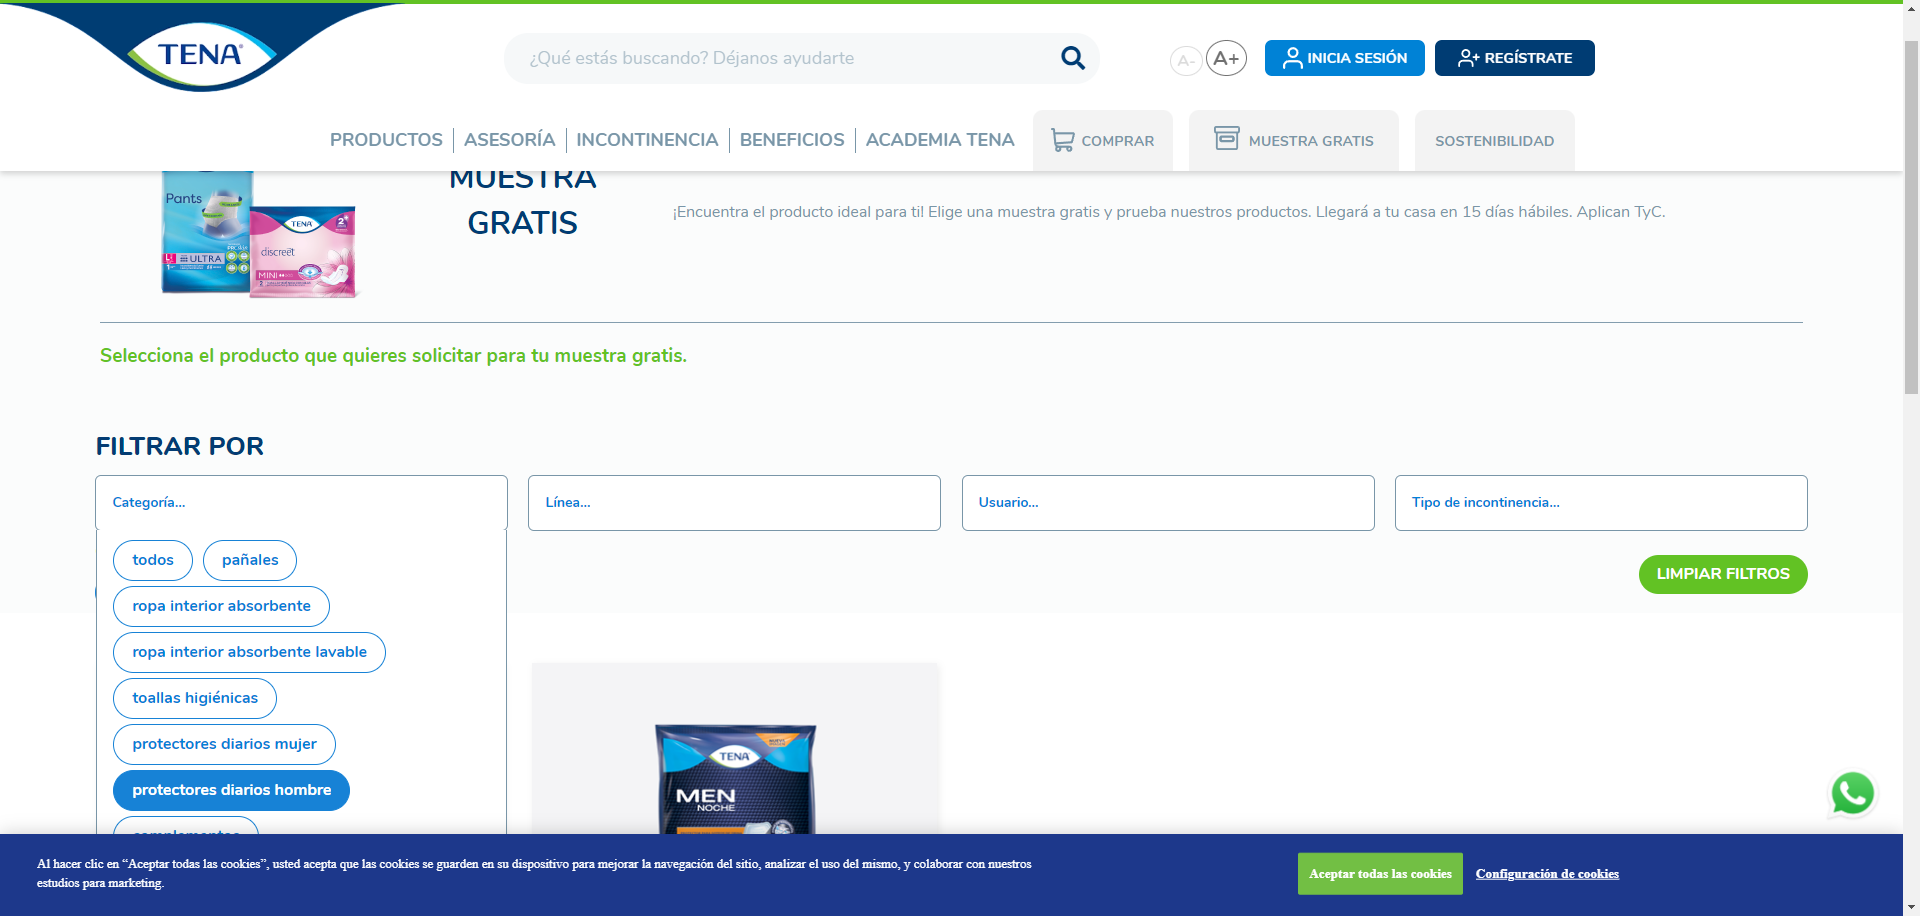 TENA
¿Qué estás buscando? Déjanos ayudarte
A- A+
INICIA SESIÓN
REGÍSTRATE
PRODUCTOS ASESORÍA INCONTINENCIA BENEFICIOS ACADEMIA TENA COMPRAR MUESTRA GRATIS SOSTENIBILIDAD
MUESTRA
GRATIS
Pants
ULTRA
TENA
discreet
MINI
¡Encuentra el producto ideal para ti! Elige una muestra gratis y prueba nuestros productos. Llegará a tu casa en 15 días hábiles. Aplican TyC.
Selecciona el producto que quieres solicitar para tu muestra gratis.
FILTRAR POR
Categoría... Línea... Usuario... Tipo de incontinencia...
todos pañales
ropa interior absorbente
ropa interior absorbente lavable
toallas higiénicas
protectores diarios mujer
protectores diarios hombre
complementos
LIMPIAR FILTROS
TENA
MEN
NOCHE
Al hacer clic en “Aceptar todas las cookies”, usted acepta que las cookies se guarden en su dispositivo para mejorar la navegación del sitio, analizar el uso del mismo, y colaborar con nuestros
estudios para marketing.
Aceptar todas las cookies
Configuración de cookies